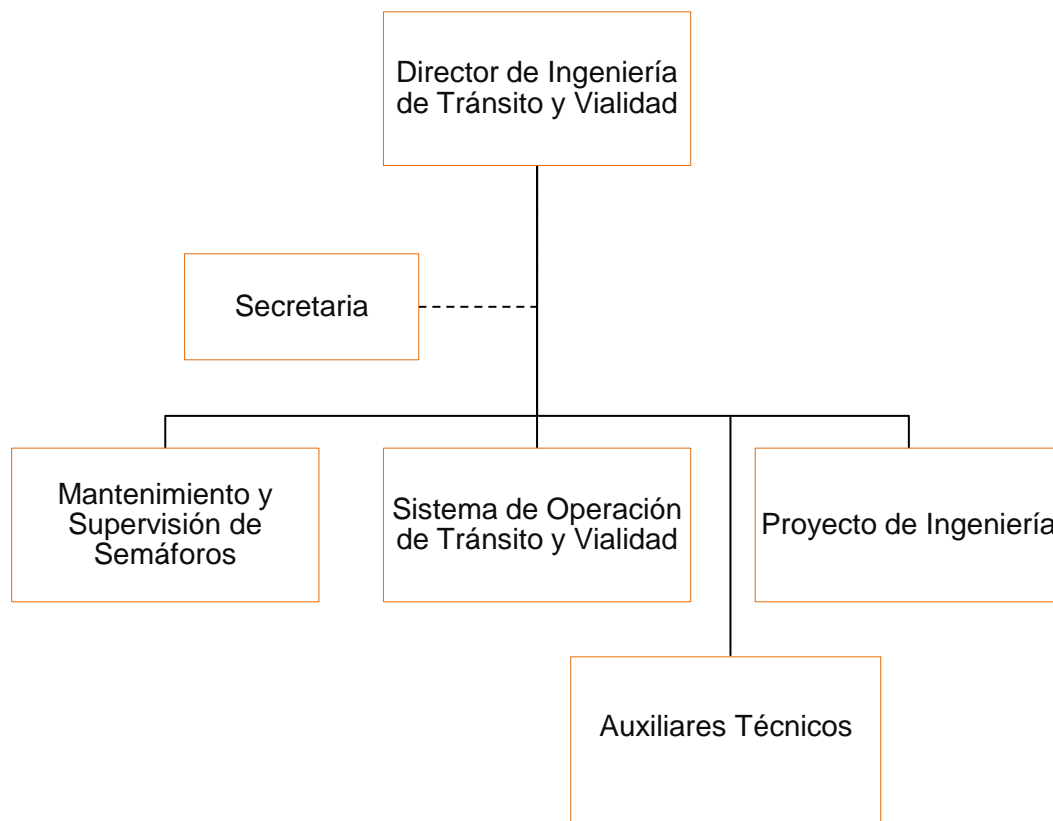 Director de Ingeniería
de Tránsito y Vialidad
Secretaria
Mantenimiento y
Supervisión de
Semáforos
Sistema de Operación
de Tránsito y Vialidad
Proyecto de Ingeniería
Auxiliares Técnicos